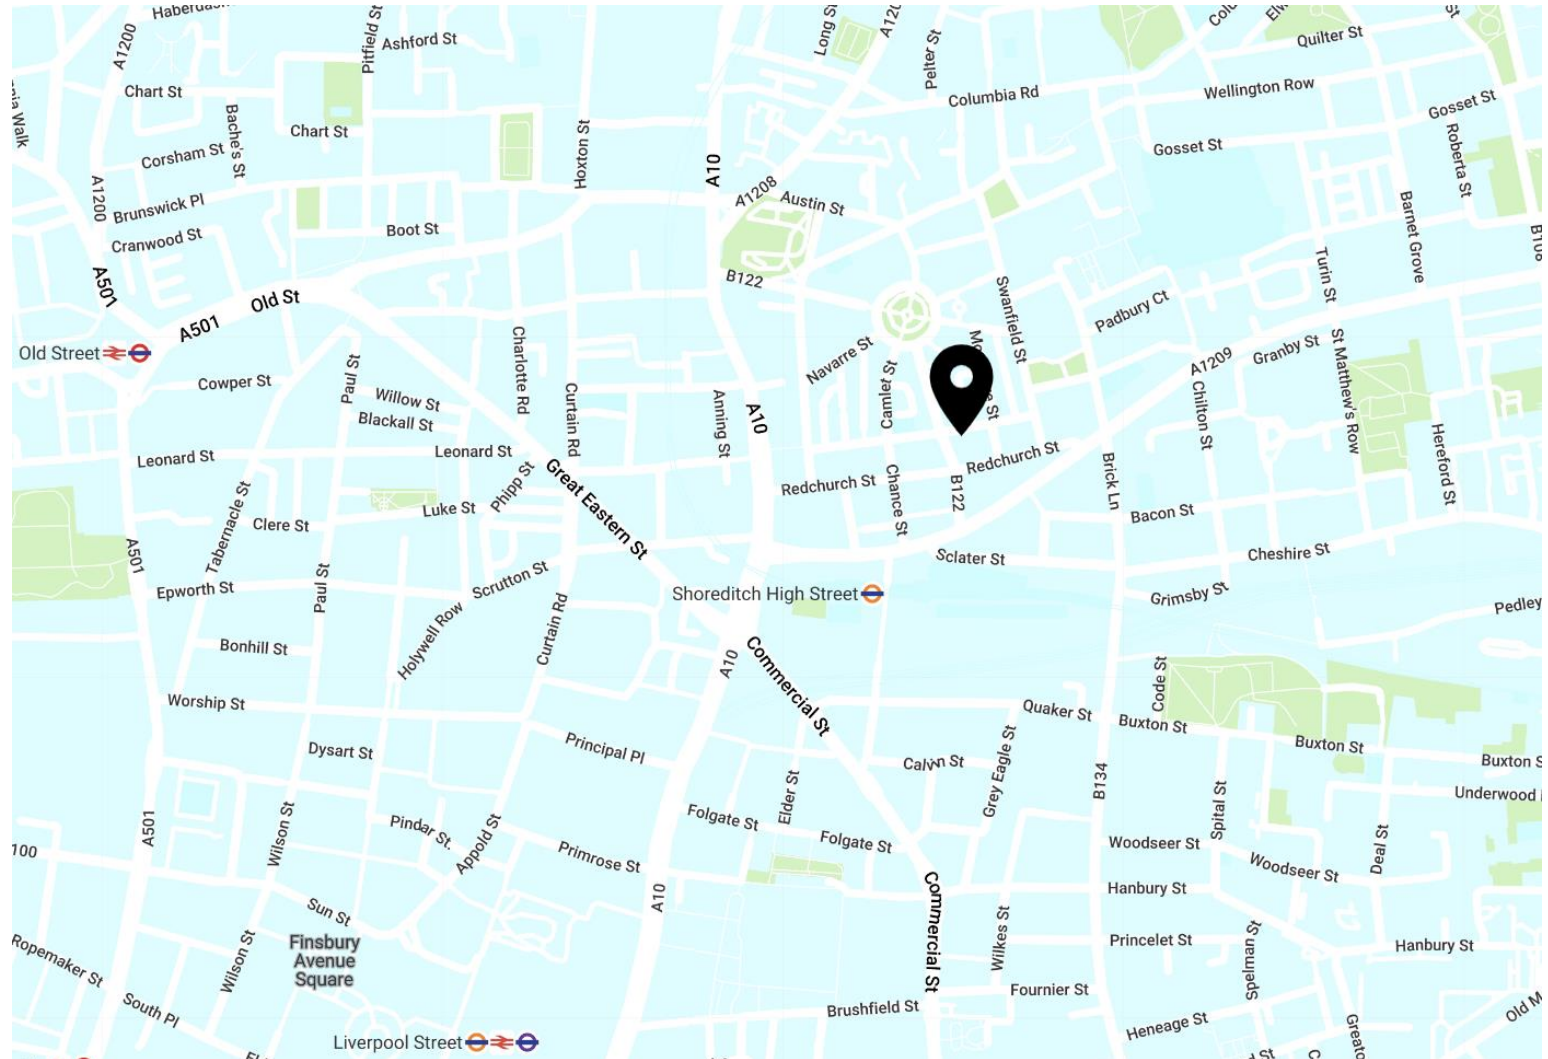 Haberdas
A1200
Pitfield St
Ashford St
Long St
A120
Pelter St
Quilter St
Chart St
Columbia Rd
Wellington Row
Gosset St
Bache's St
Chart St
Corsham St
Hoxton St
A10
Gosset St
Roberta St
nia Walk
A1200
Brunswick Pl
A1208
Austin St
Barnet Grove
Cranwood St
Boot St
B108
A501
Old St
B122
Swanfield St
Padbury Ct
Turin St
A501
Old Street
Charlotte Rd
Navarre St
A1209
Granby St
St Matthew's Row
Cowper St
Paul St
Willow St
Blackall St
Curtain Rd
Anning St
A10
Camlet St
Chilton St
Hereford St
Leonard St
Leonard St
Redchurch St
Redchurch St
Brick Ln
Great Eastern St
Phipp St
Chance St
B122
Tabernacle St
Clere St
Luke St
Bacon St
A501
Sclater St
Cheshire St
Epworth St
Paul St
Scrutton St
Shoreditch High Street
Grimsby St
Pedley
Holywell Row
Curtain Rd
Bonhill St
A10
Commercial St
Code St
Worship St
Quaker St
Buxton St
Buxton St
Buxton S
Dysart St
Principal Pl
Calvin St
Grey Eagle St
B134
Underwood
Elder St
Spital St
A501
Wilson St
Pindar St.
Appold St
Folgate St
Folgate St
Woodseer St
Woodseer St
Deal St
100
Primrose St
A10
Commercial St
Hanbury St
Sun St
Finsbury
Avenue
Square
Wilson St
Wilkes St
Princelet St
Spelman St
Hanbury St
Ropemaker St
South Pl
Brushfield St
Fournier St
Heneage St
Greato
Old M
Liverpool Street